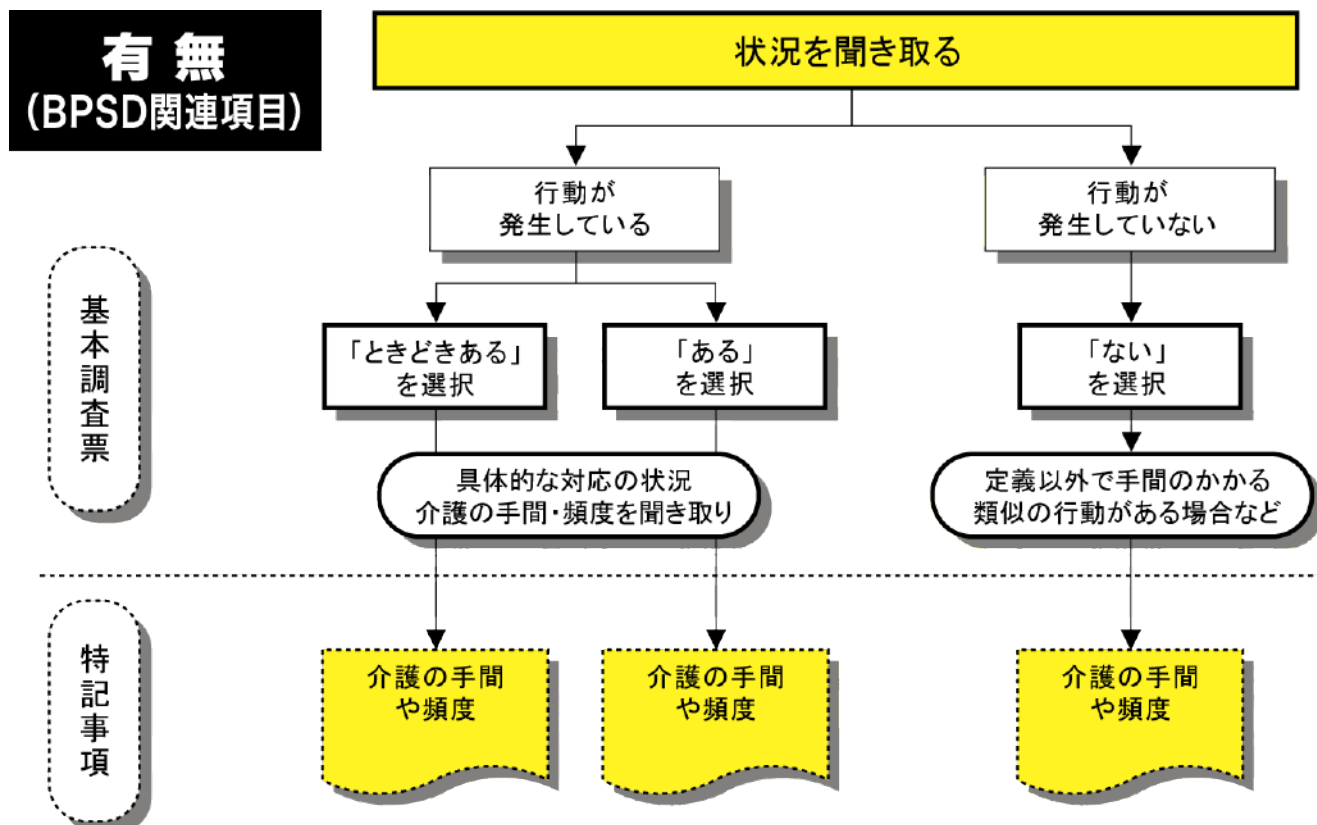 有無
(BPSD関連項目)
状況を聞き取る
行動が
発生している
行動が
発生していない
基本調査票
「ときどきある」
を選択
「ある」
を選択
「ない」
を選択
具体的な対応の状況
介護の手間・頻度を聞き取り
定義以外で手間のかかる
類似の行動がある場合など
特記事項
介護の手間
や頻度
介護の手間
や頻度
介護の手間
や頻度